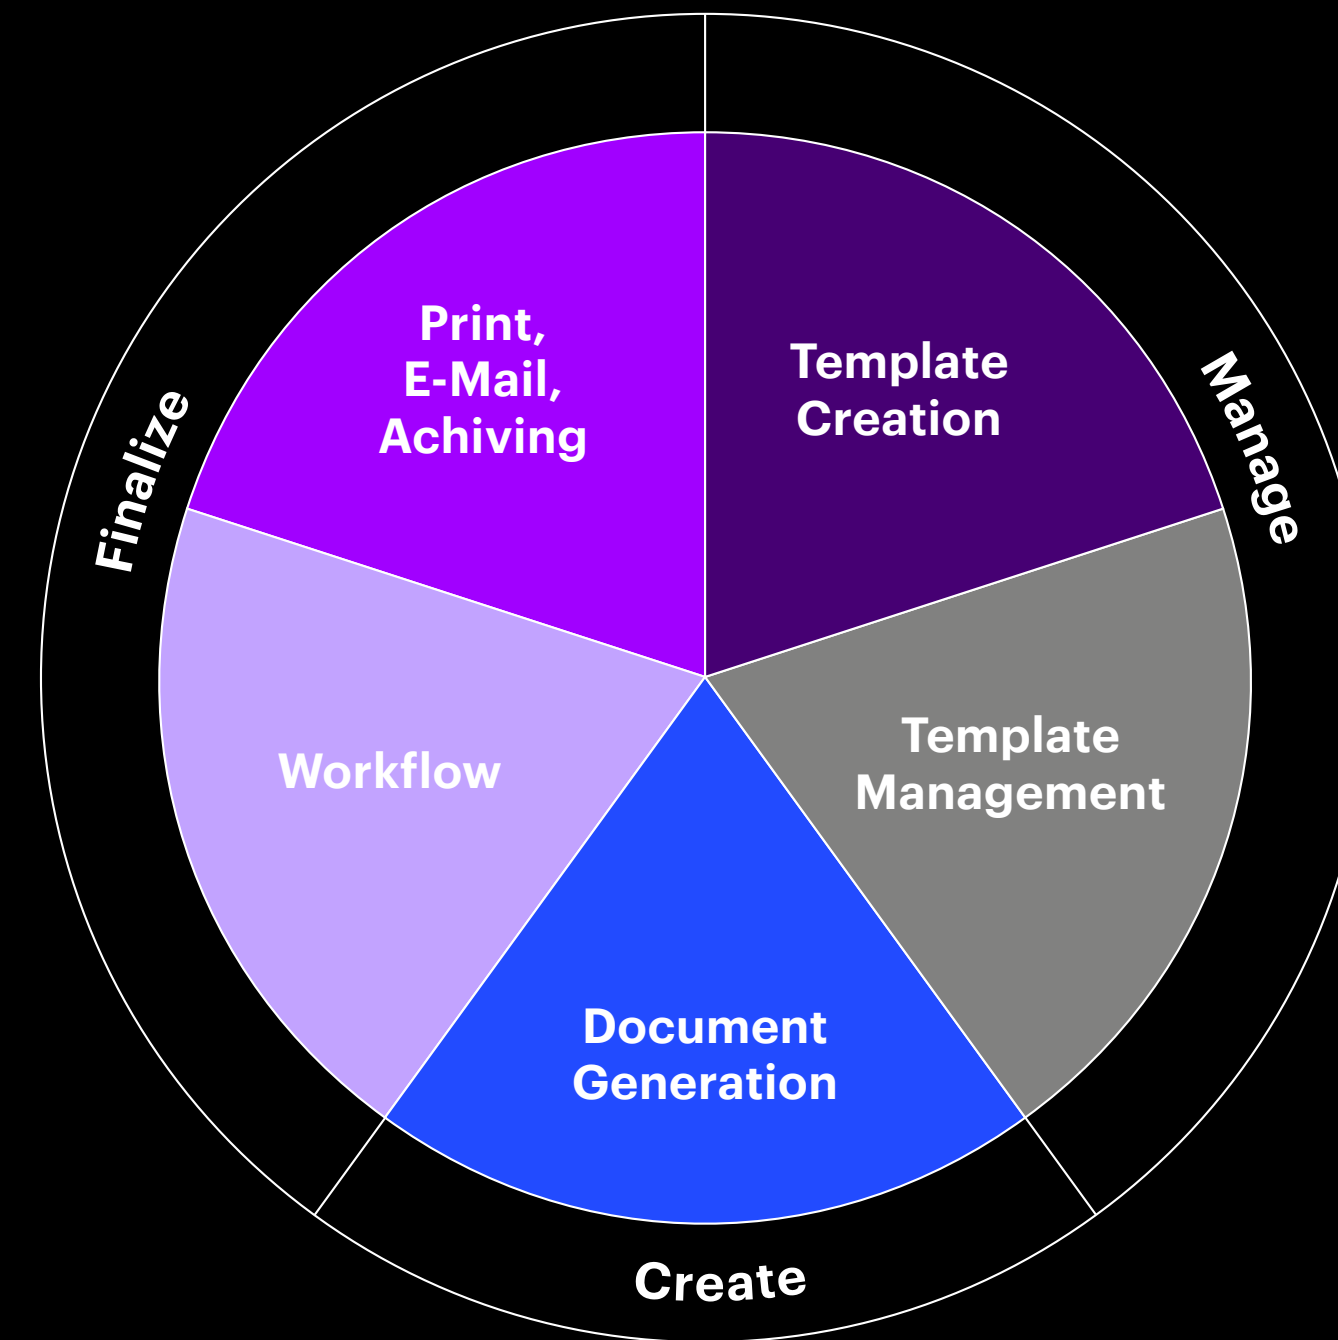 Print,
E-Mail,
Achiving
Template
Creation
Manage
Finalize
Template
Management
Workflow
Document
Generation
Create